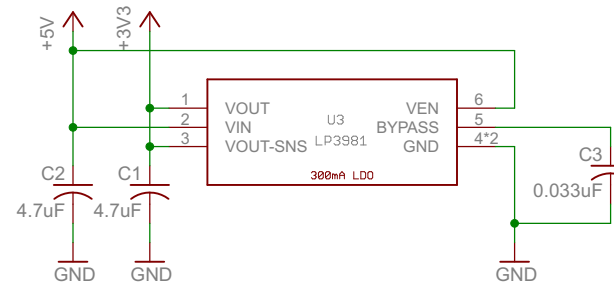 +5V
+3V3
1
VOUT
U3
VEN
6
2
VIN
LP3981
BYPASS
5
3
VOUT-SNS
GND
4*2
300mA LDO
C2
4.7uF
C1
4.7uF
C3
0.033uF
GND
GND
GND